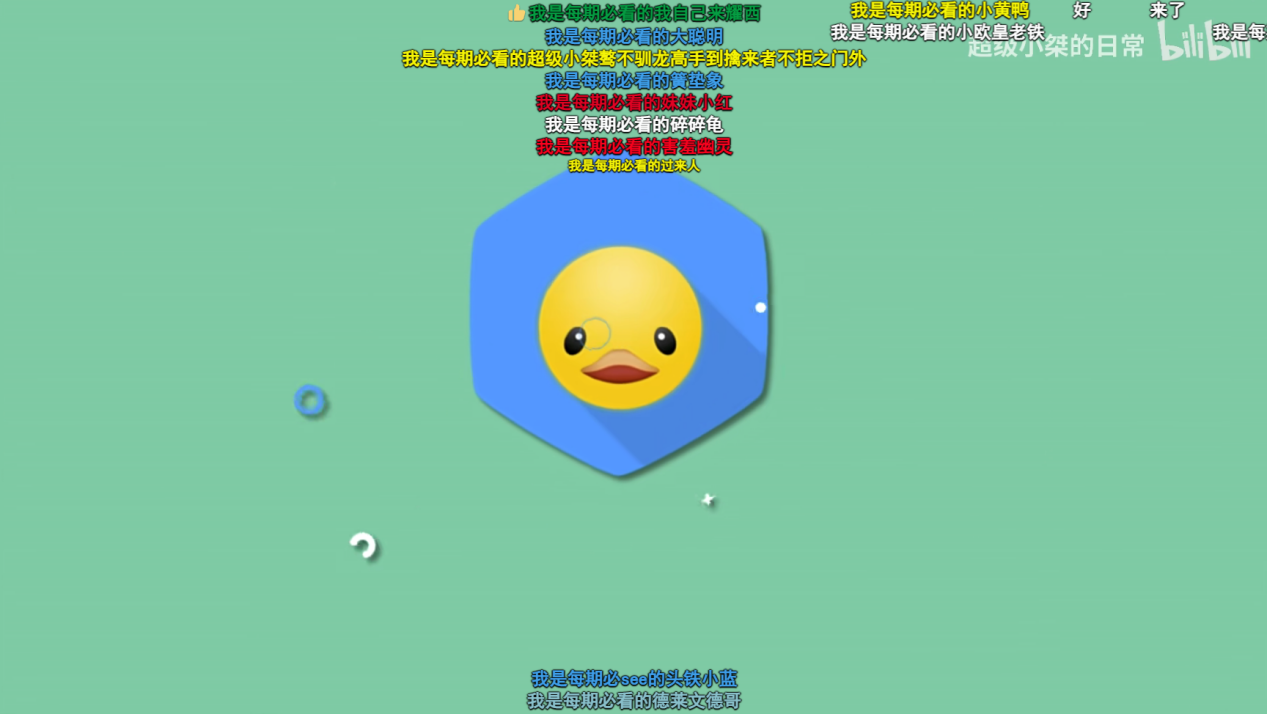 我是每期必看的我自己来耀西
我是每期必看的大聪明
我是每期必看的超级小桀骜不驯龙高手到擒来者不拒之门外
我是每期必看的簧垫象
我是每期必看的妹妹小红
我是每期必看的碎碎龟
我是每期必看的害羞幽灵
我是每期必看的过来人
我是每期必看的小黄鸭 好 来了
我是每期必看的小欧皇老铁 我是每
超级小桀的日常 bilibili
我是每期必see的头铁小蓝
我是每期必看的德莱文德哥